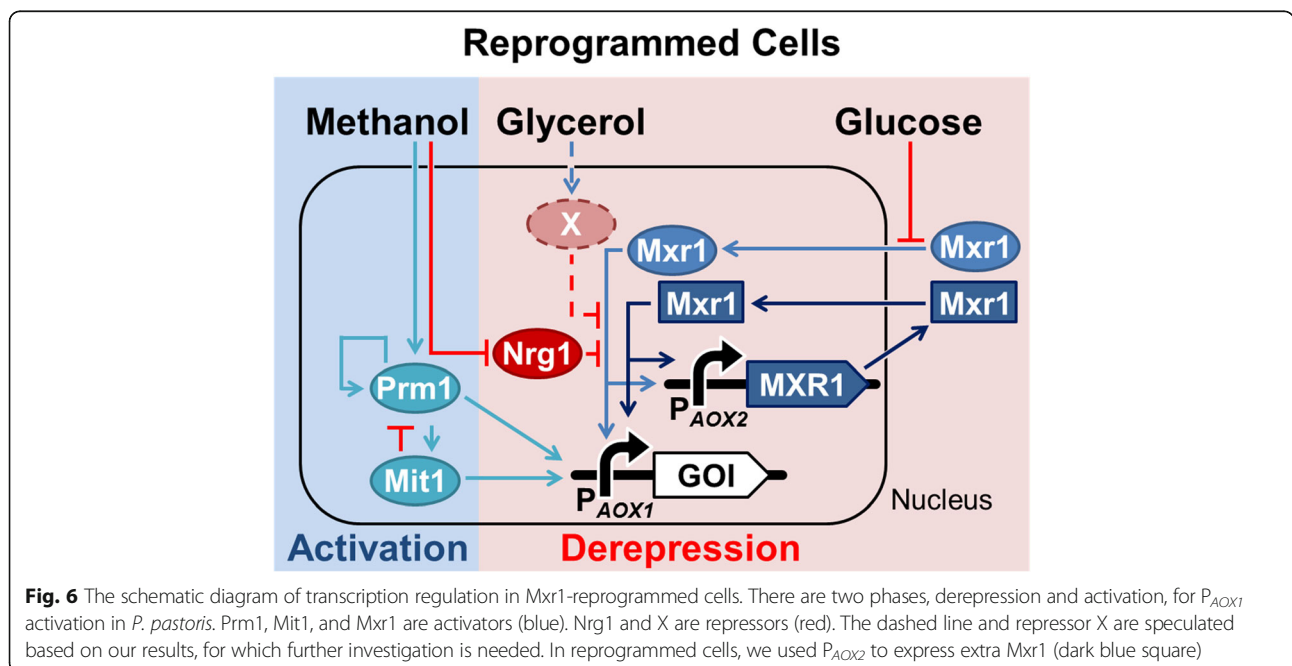 Reprogrammed Cells
Methanol Glycerol Glucose
X
Mxr1 Mxr1
Mxr1 Mxr1
Nrg1
Prm1 MXR1
PAOX2
Mit1 GOI
PAOX1
Nucleus
Activation Derepression
Fig. 6 The schematic diagram of transcription regulation in Mxr1-reprogrammed cells. There are two phases, derepression and activation, for PAOX1
activation in P. pastoris. Prm1, Mit1, and Mxr1 are activators (blue). Nrg1 and X are repressors (red). The dashed line and repressor X are speculated
based on our results, for which further investigation is needed. In reprogrammed cells, we used PAOX2 to express extra Mxr1 (dark blue square)